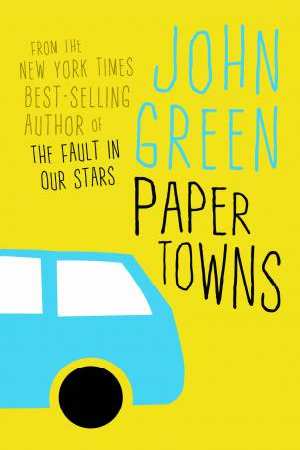 FROM THE
NEW YORK TIMES
BEST-SELLING
AUTHOR of
THE FAULT IN
OUR STARS
JOHN
GREEN
PAPER
TOWNS